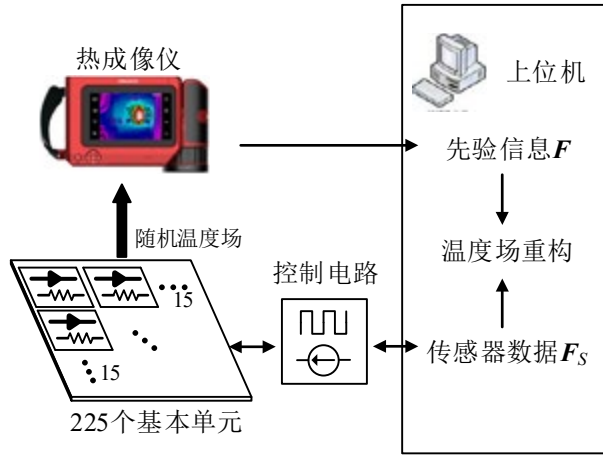 热成像仪
上位机
先验信息F
随机温度场
温度场重构
控制电路
15
15
传感器数据FS
225个基本单元